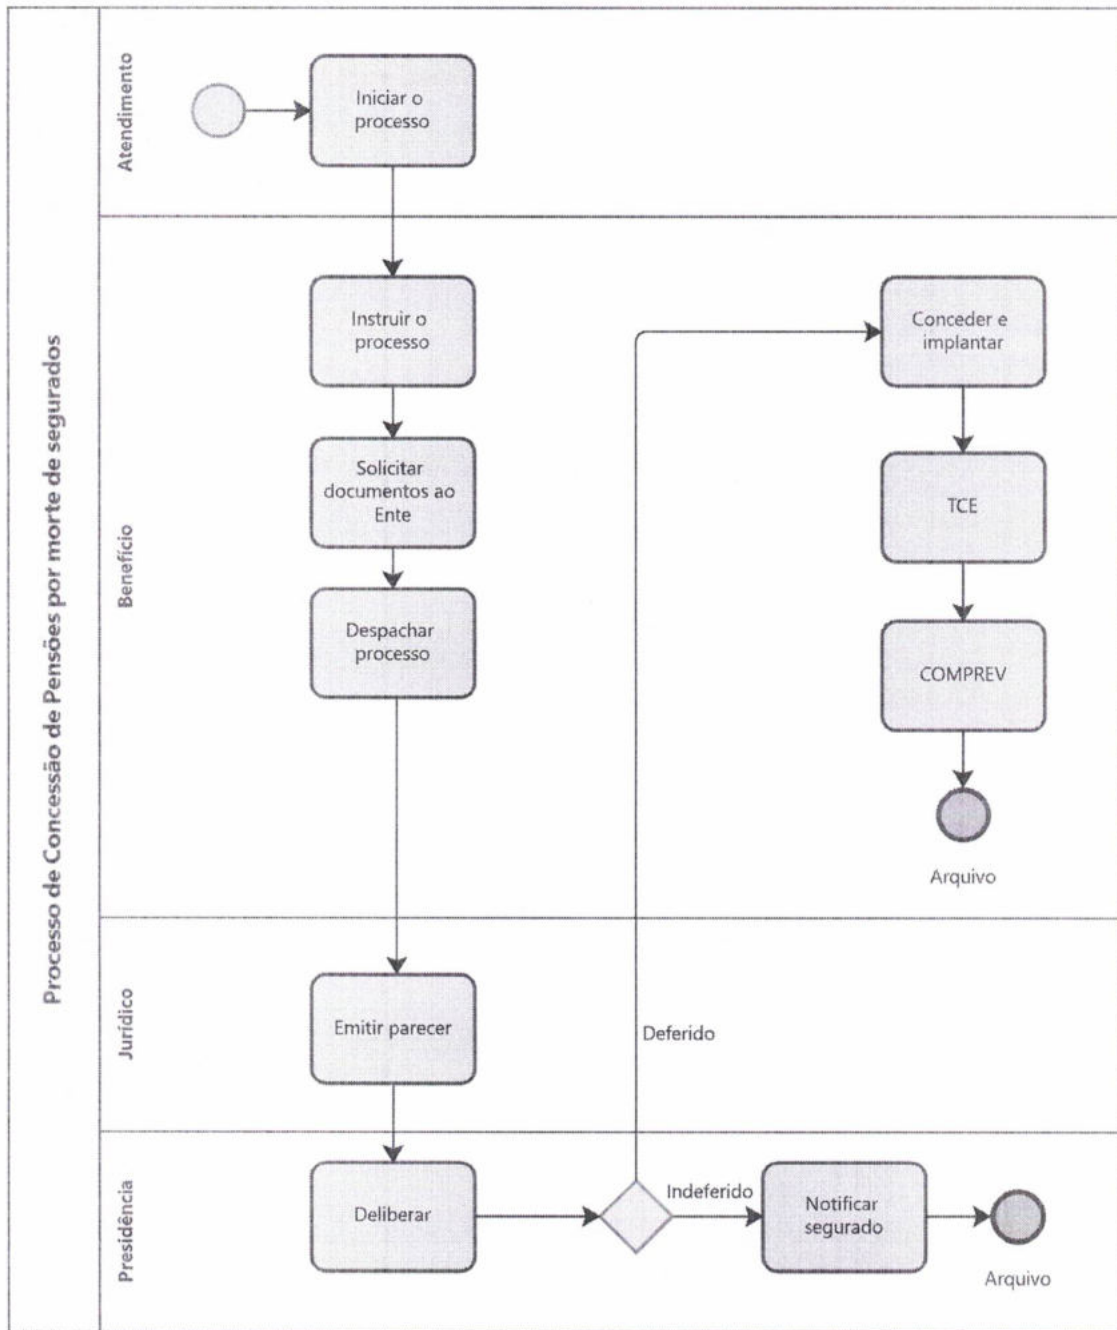 Processo de Concessão de Pensões por morte de segurados
Atendimento
Iniciar o
processo
Benefício
Instruir o
processo
Solicitar
documentos ao
Ente
Despachar
processo
Conceder e
implantar
TCE
COMPREV
Arquivo
Jurídico
Emitir parecer
Deferido
Presidência
Deliberar
Indeferido
Notificar
segurado
Arquivo